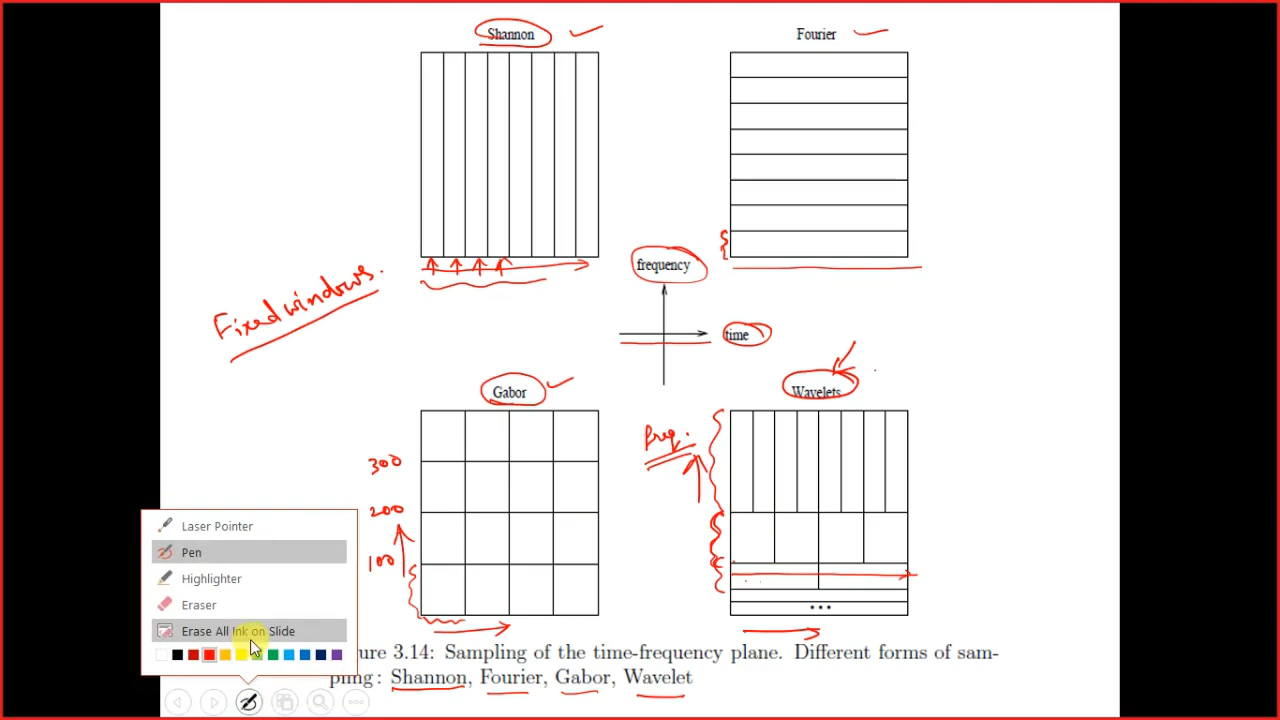 Shannon
Fourier
frequency
time
Fixed windows.
Gabor
Wavelets
freq.
300
200
100
Laser Pointer
Pen
Highlighter
Eraser
Erase All Ink on Slide
ure 3.14: Sampling of the time-frequency plane. Different forms of sam-
pling: Shannon, Fourier, Gabor, Wavelet